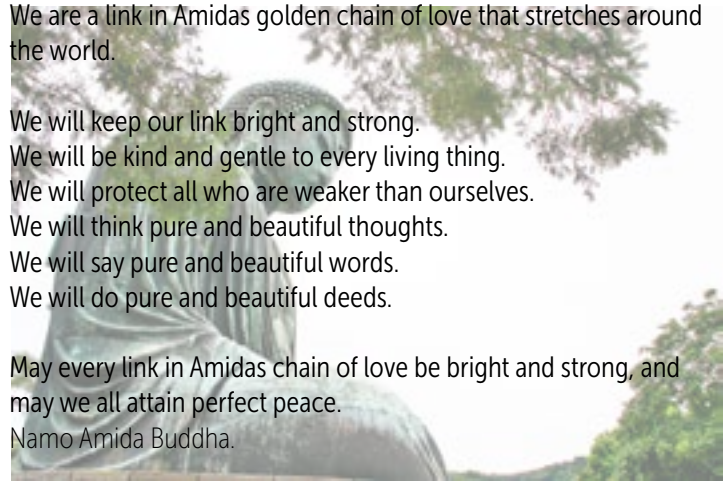 We are a link in Amidas golden chain of love that stretches around
the world.
We will keep our link bright and strong.
We will be kind and gentle to every living thing.
We will protect all who are weaker than ourselves.
We will think pure and beautiful thoughts.
We will say pure and beautiful words.
We will do pure and beautiful deeds.
May every link in Amidas chain of love be bright and strong, and
may we all attain perfect peace.
Namo Amida Buddha.